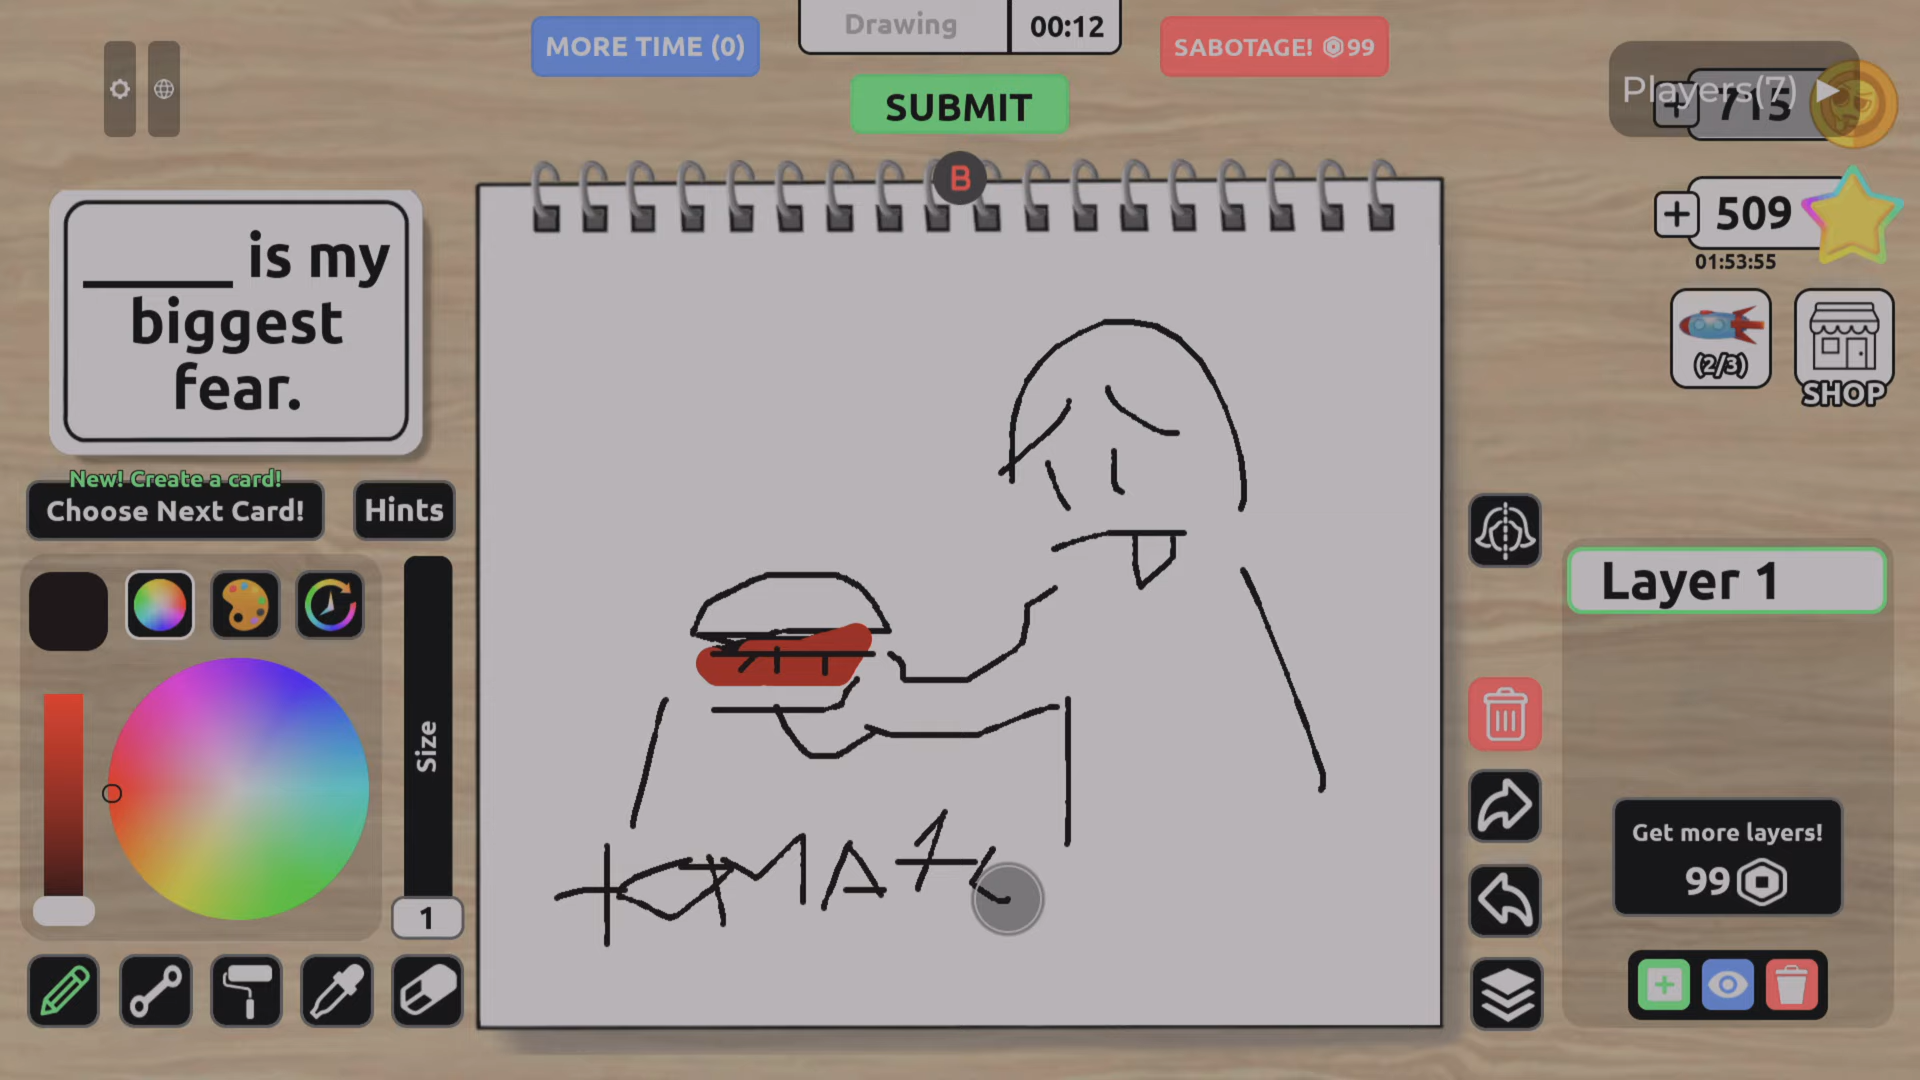 MORE TIME (0)
Drawing
00:12
SABOTAGE! 99
SUBMIT
Players(7)
715
B
_____ is my
biggest
fear.
509
01:53:55
(2/3)
SHOP
New! Create a card!
Choose Next Card!
Hints
Layer 1
Size
1
Get more layers!
99